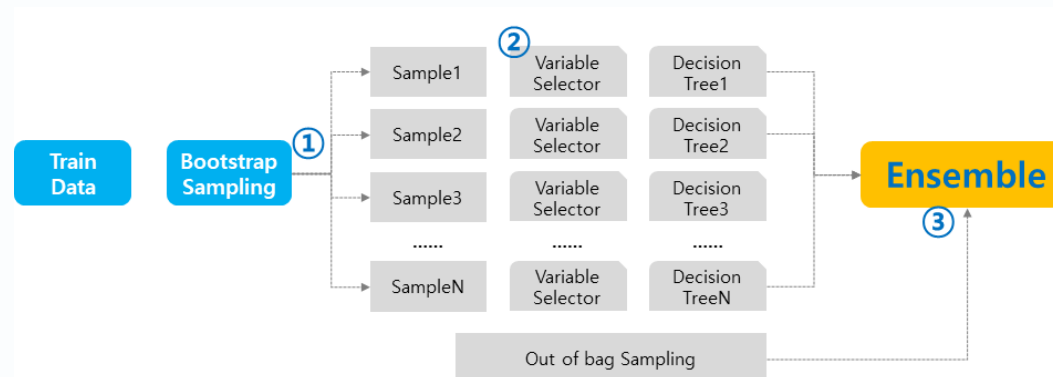 Train
Data
Bootstrap
Sampling
①
Sample1
②
Variable
Selector
Decision
Tree1
Sample2
Variable
Selector
Decision
Tree2
Sample3
Variable
Selector
Decision
Tree3
......
......
......
SampleN
Variable
Selector
Decision
TreeN
Out of bag Sampling
Ensemble
③